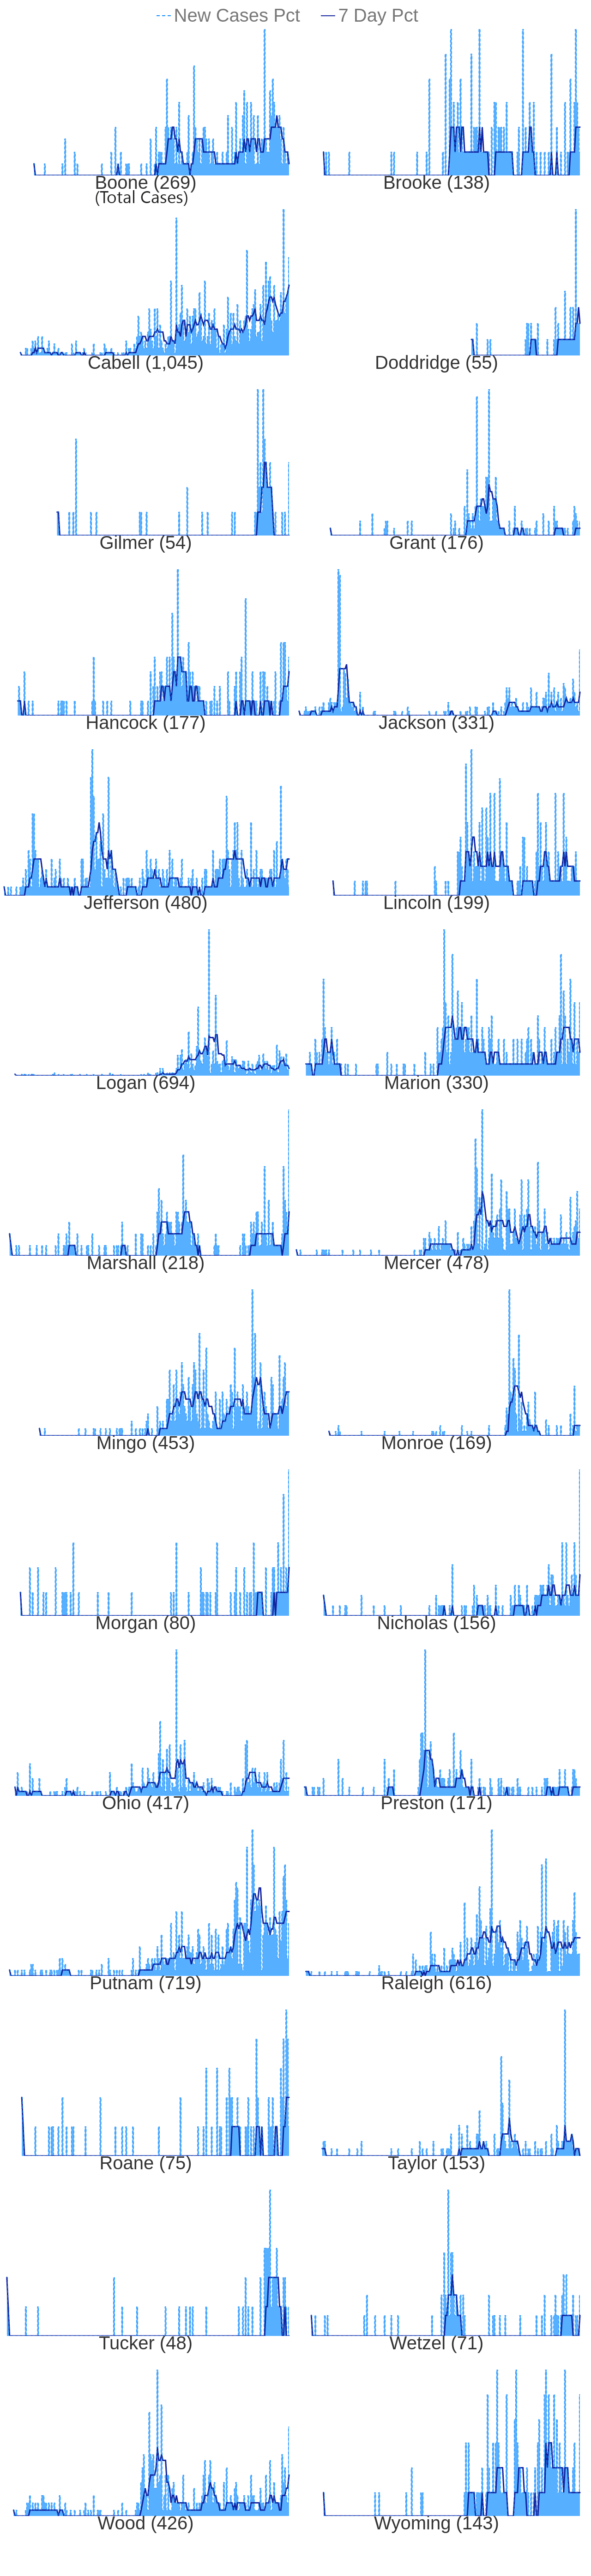 New Cases Pct 7 Day Pct
Boone (269) Brooke (138)
(Total Cases)
Cabell (1,045) Doddridge (55)
Gilmer (54) Grant (176)
Hancock (177) Jackson (331)
Jefferson (480) Lincoln (199)
Logan (694) Marion (330)
Marshall (218) Mercer (478)
Mingo (453) Monroe (169)
Morgan (80) Nicholas (156)
Ohio (417) Preston (171)
Putnam (719) Raleigh (616)
Roane (75) Taylor (153)
Tucker (48) Wetzel (71)
Wood (426) Wyoming (143)